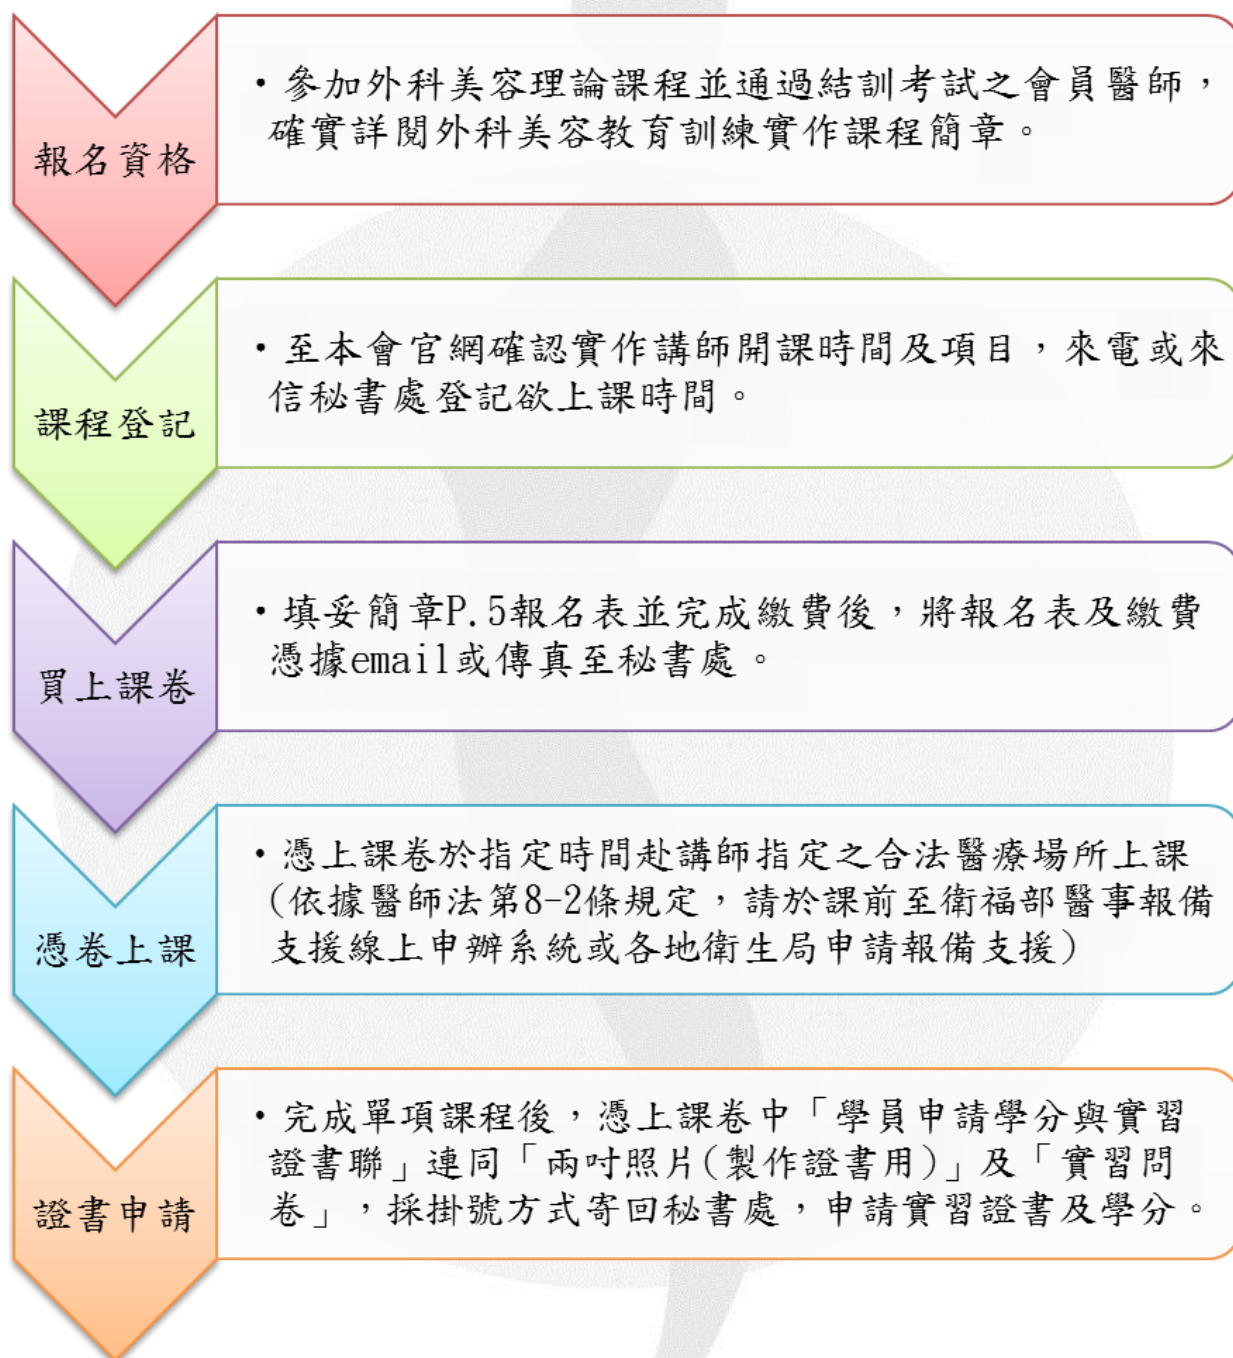 報名資格
・參加外科美容理論課程並通過結訓考試之會員醫師，
確實詳閱外科美容教育訓練實作課程簡章。
課程登記
・至本會官網確認實作講師開課時間及項目，來電或來
信秘書處登記欲上課時間。
買上課卷
・填妥簡章P.5報名表並完成繳費後，將報名表及繳費
憑據email或傳真至秘書處。
憑卷上課
・憑上課卷於指定時間赴講師指定之合法醫療場所上課
(依據醫師法第8-2條規定，請於課前至衛福部醫事報備
支援線上申辦系統或各地衛生局申請報備支援)
證書申請
・完成單項課程後，憑上課卷中「學員申請學分與實習
證書聯」連同「兩吋照片(製作證書用)」及「實習問
卷」，採掛號方式寄回秘書處，申請實習證書及學分。